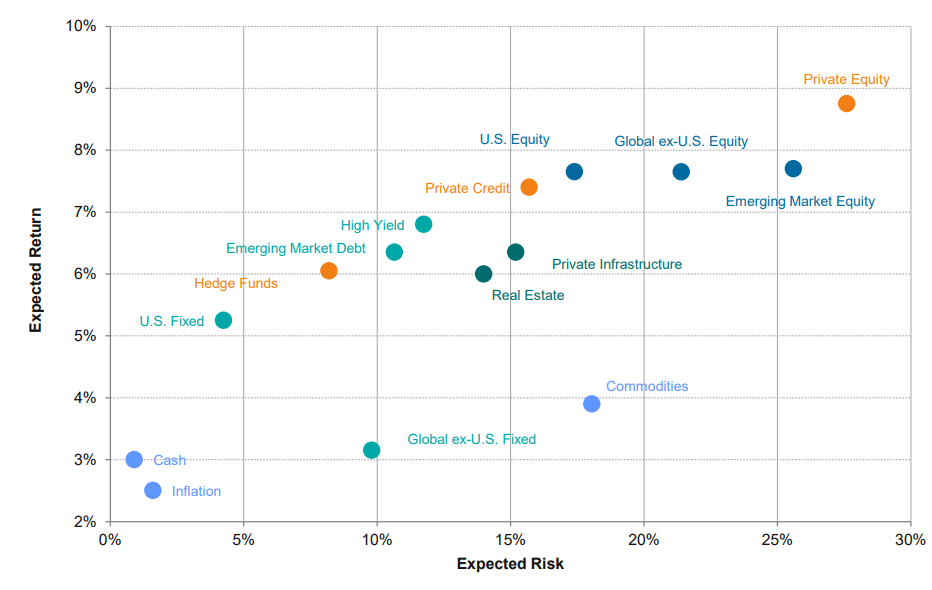 10%
Private Equity
9%
U.S. Equity
Global ex-U.S. Equity
8%
Private Credit
Emerging Market Equity
7%
High Yield
Emerging Market Debt
Private Infrastructure
6%
Hedge Funds
Real Estate
U.S. Fixed
5%
Commodities
4%
Global ex-U.S. Fixed
3%
Cash
Inflation
2%
Expected Return
0%
5%
10%
15%
20%
25%
30%
Expected Risk